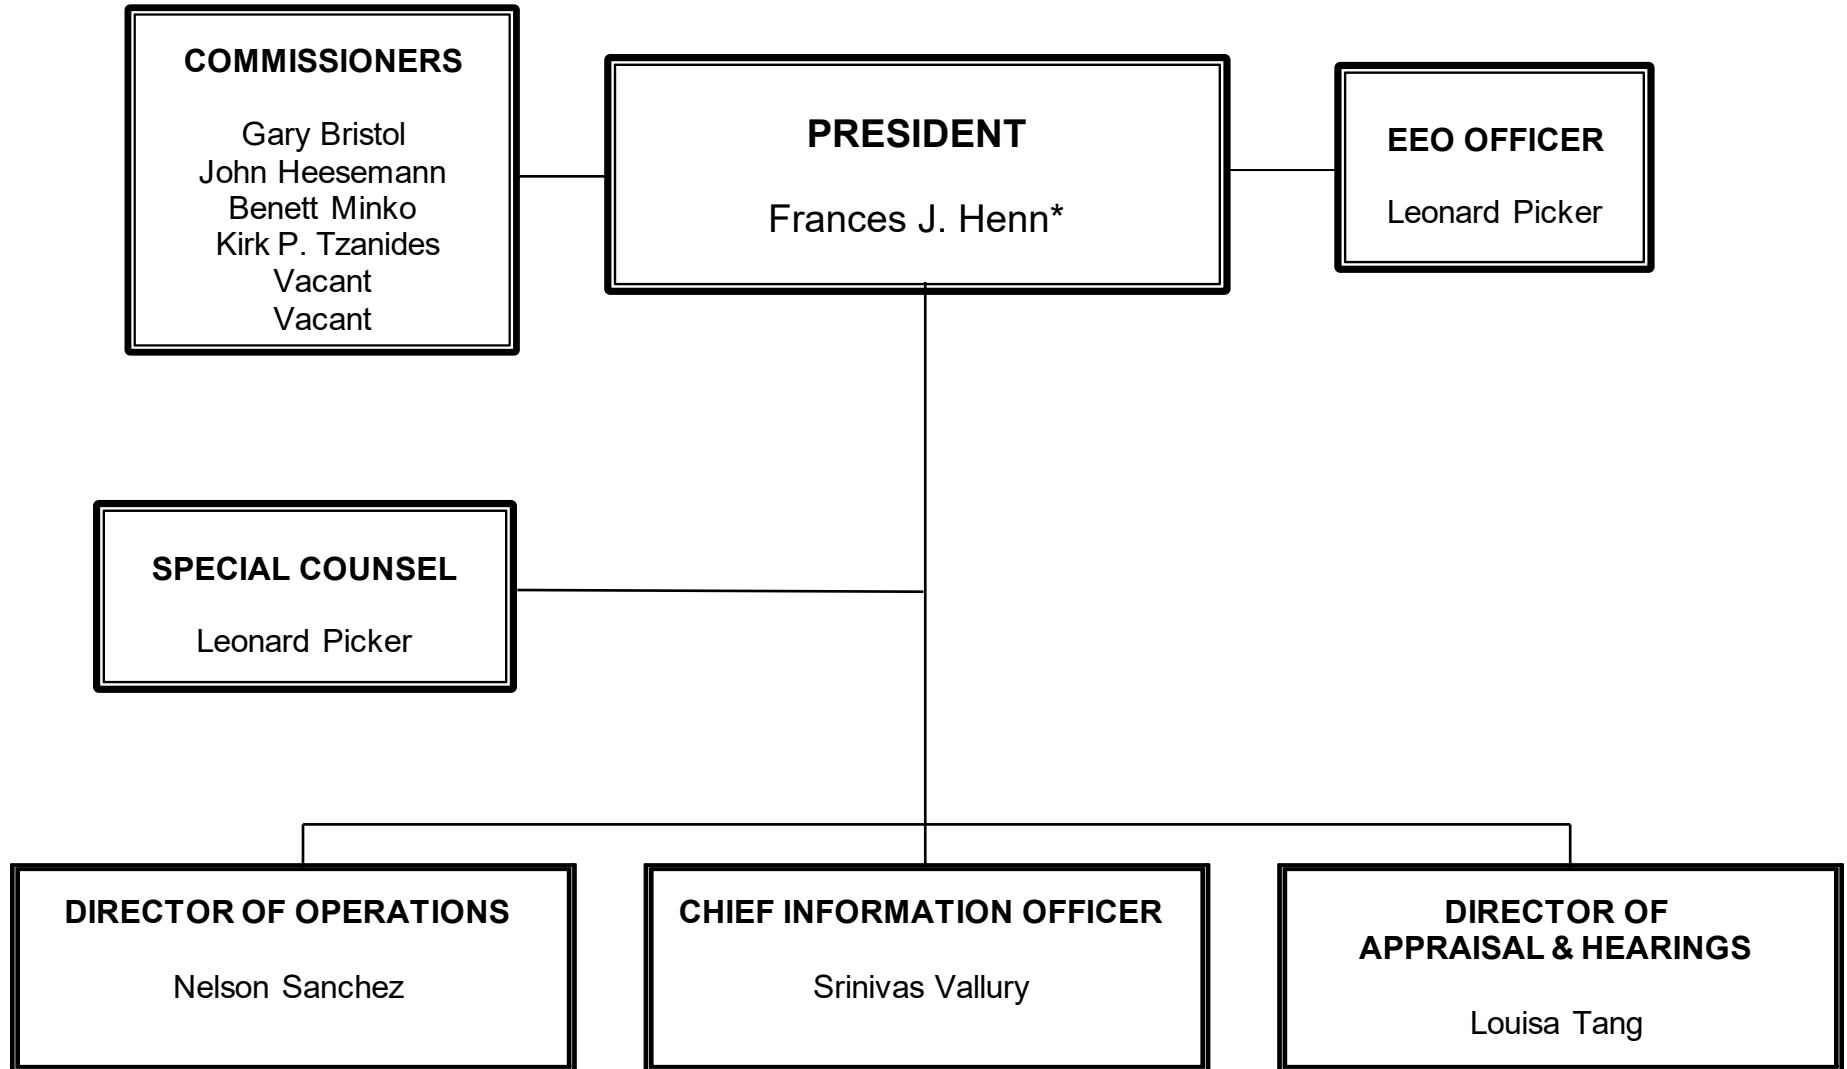 COMMISSIONERS
Gary Bristol
John Heesemann
Benett Minko
Kirk P. Tzanides
Vacant
Vacant
PRESIDENT
Frances J. Henn*
EEO OFFICER
Leonard Picker
SPECIAL COUNSEL
Leonard Picker
DIRECTOR OF OPERATIONS
Nelson Sanchez
CHIEF INFORMATION OFFICER
Srinivas Vallury
DIRECTOR OF
APPRAISAL & HEARINGS
Louisa Tang